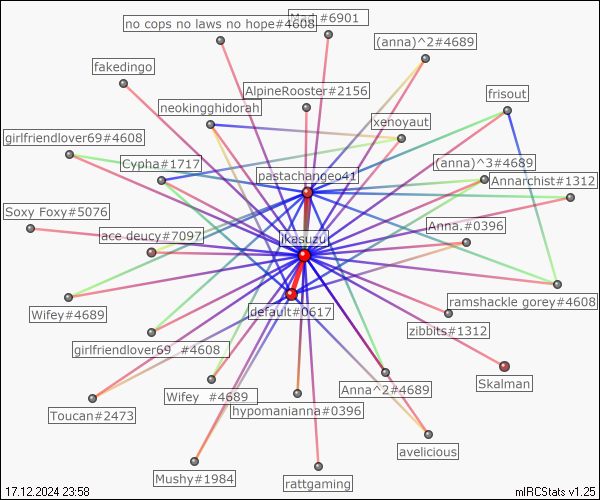 no cops no laws no hope#4608
#6901
(anna)^2#4689
fakedingo
AlpineRooster#2156
frisout
neokingghidorah
xenoyaut
girlfriendlover69#4608
Cypha#1717
(anna)^3#4689
pastachangeo41
Annarchist#1312
Soxy Foxy#5076
Anna.#0396
ace deucy#7097
ikasuzu
ramshackle gorey#4608
Wifey#4689
default#0617
zibbits#1312
girlfriendlover69 #4608
Skalman
Anna^2#4689
Wifey #4689
hypomanianna#0396
Toucan#2473
avelicious
Mushy#1984
rattgaming
17.12.2024 23:58
mIRCStats v1.25